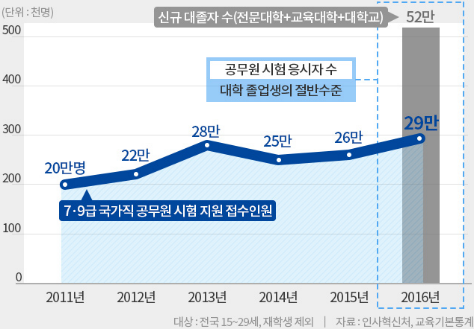 (단위 : 천명)
신규 대졸자 수(전문대학+교육대학+대학교)
52만
500
400
300
200
100
0
공무원 시험 응시자 수
대학 졸업생의 절반수준
20만명
22만
28만
25만
26만
29만
7·9급 국가직 공무원 시험 지원 접수인원
2011년
2012년
2013년
2014년
2015년
2016년
대상 : 전국 15~29세, 재학생 제외 | 자료 : 인사혁신처, 교육기본통계